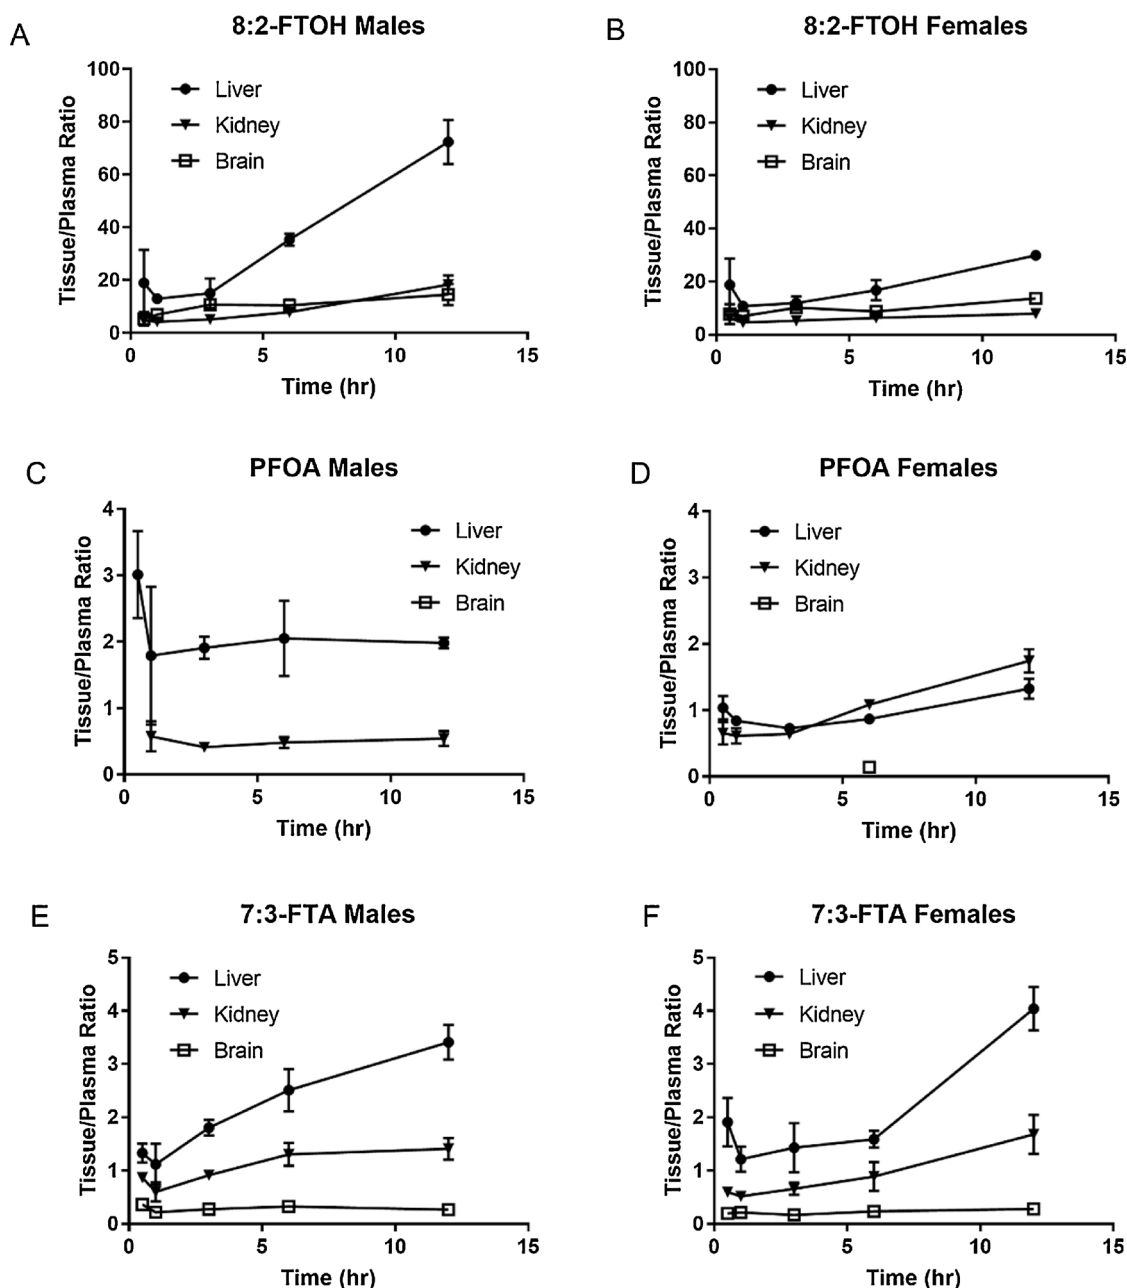 A
8:2-FTOH Males
Tissue/Plasma Ratio
100
80
60
40
20
0
Liver
Kidney
Brain
0 5 10 15
Time (hr)
B
8:2-FTOH Females
Tissue/Plasma Ratio
100
80
60
40
20
0
Liver
Kidney
Brain
0 5 10 15
Time (hr)
C
PFOA Males
Tissue/Plasma Ratio
4
3
2
1
0
Liver
Kidney
Brain
0 5 10 15
Time (hr)
D
PFOA Females
Tissue/Plasma Ratio
4
3
2
1
0
Liver
Kidney
Brain
0 5 10 15
Time (hr)
E
7:3-FTA Males
Tissue/Plasma Ratio
5
4
3
2
1
0
Liver
Kidney
Brain
0 5 10 15
Time (hr)
F
7:3-FTA Females
Tissue/Plasma Ratio
5
4
3
2
1
0
Liver
Kidney
Brain
0 5 10 15
Time (hr)